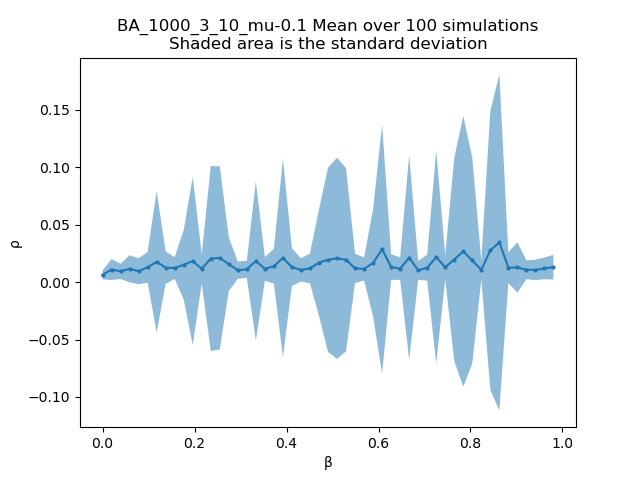 BA_1000_3_10_mu-0.1 Mean over 100 simulations
Shaded area is the standard deviation
0.15
0.10
0.05
0.00
−0.05
−0.10
ρ
0.0 0.2 0.4 0.6 0.8 1.0
β